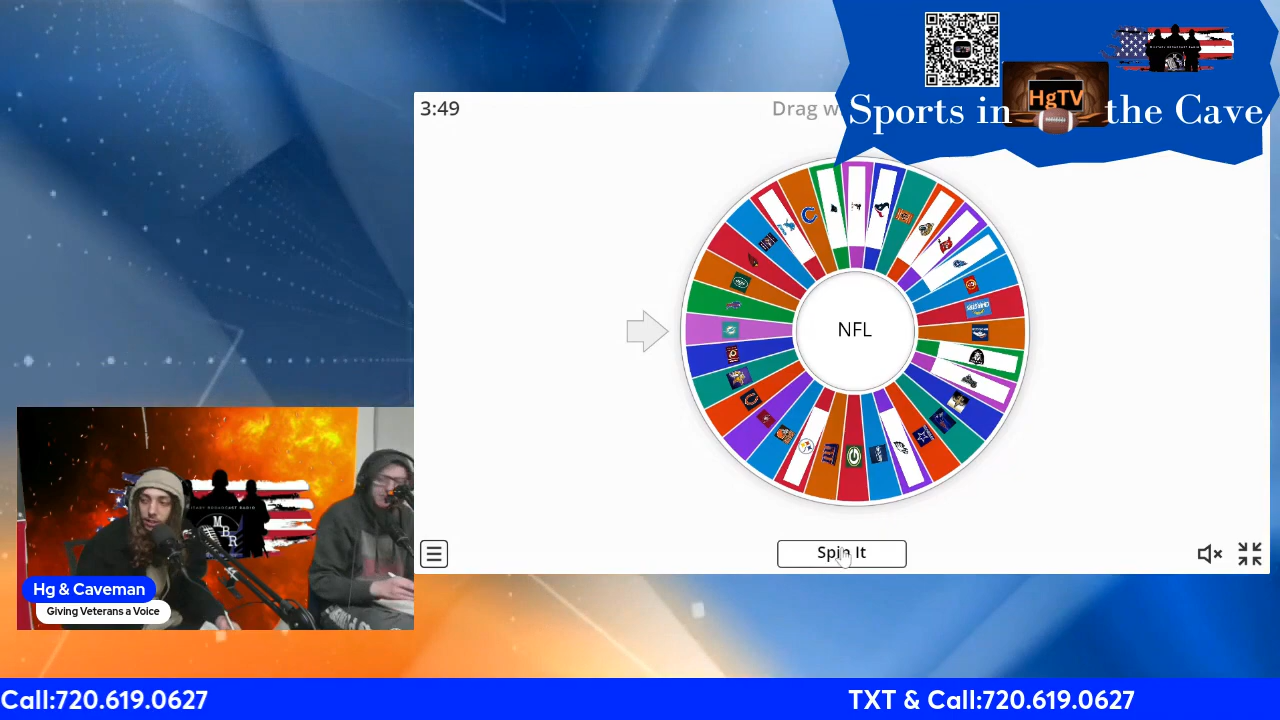 3:49
Drag w
HgTV
Sports in the Cave
NFL
M
B
R
Spin It
Hg & Caveman
Giving Veterans a Voice
Call:720.619.0627
TXT & Call:720.619.0627